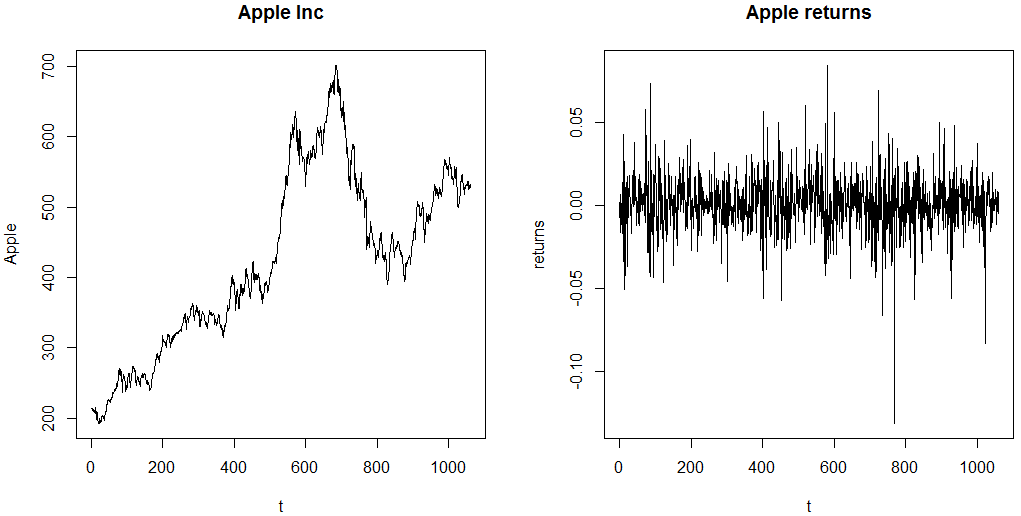 Apple Inc
Apple
700
600
500
400
300
200
0 200 400 600 800 1000
t
Apple returns
returns
0.05
0.00
-0.05
-0.10
0 200 400 600 800 1000
t